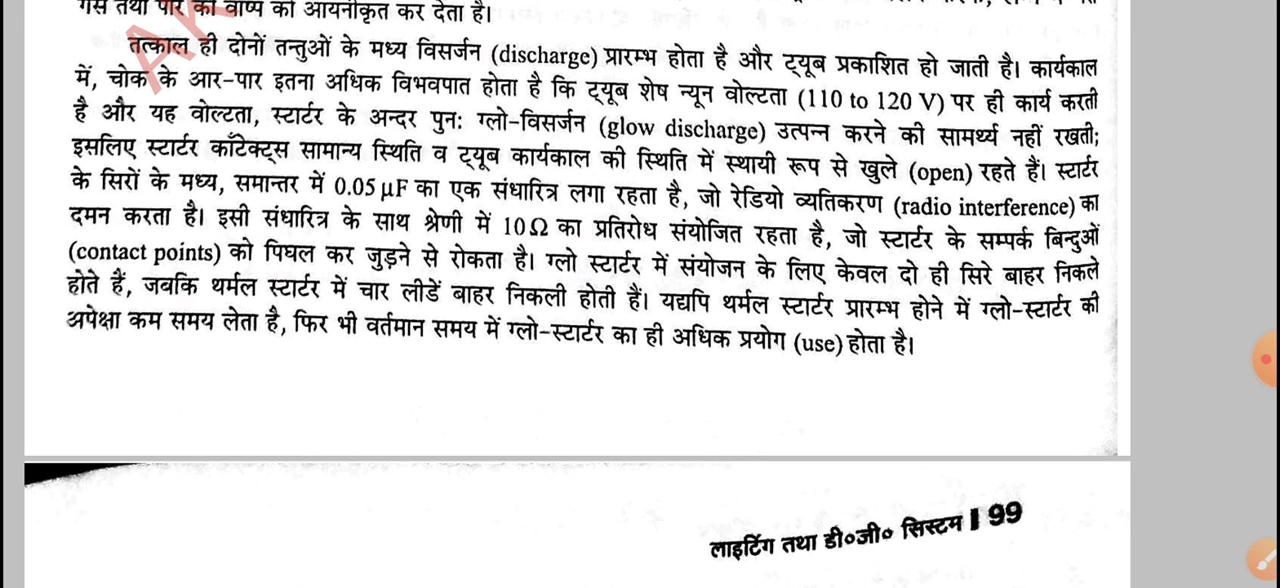 गैस तथा पारे की वाष्प को आयनीकृत कर देता है।
तत्काल ही दोनों तन्तुओं के मध्य विसर्जन (discharge) प्रारम्भ होता है और ट्यूब प्रकाशित हो जाती है। कार्यकाल
में, चोक के आर-पार इतना अधिक विभवपात होता है कि ट्यूब शेष न्यून वोल्टता (110 to 120 V) पर ही कार्य करती
है और यह वोल्टता, स्टार्टर के अन्दर पुनः ग्लो-विसर्जन (glow discharge) उत्पन्न करने की सामर्थ्य नहीं रखती;
इसलिए स्टार्टर कॉंटेक्ट्स सामान्य स्थिति व ट्यूब कार्यकाल की स्थिति में स्थायी रूप से खुले (open) रहते हैं। स्टार्टर
के सिरों के मध्य, समान्तर में 0.05 μF का एक संधारित्र लगा रहता है, जो रेडियो व्यतिकरण (radio interference) का
दमन करता है। इसी संधारित्र के साथ श्रेणी में 10Ω का प्रतिरोध संयोजित रहता है, जो स्टार्टर के सम्पर्क बिन्दुओं
(contact points) को पिघल कर जुड़ने से रोकता है। ग्लो स्टार्टर में संयोजन के लिए केवल दो ही सिरे बाहर निकले
होते हैं, जबकि थर्मल स्टार्टर में चार लीडें बाहर निकली होती हैं। यद्यपि थर्मल स्टार्टर प्रारम्भ होने में ग्लो-स्टार्टर की
अपेक्षा कम समय लेता है, फिर भी वर्तमान समय में ग्लो-स्टार्टर का ही अधिक प्रयोग (use) होता है।
लाइटिंग तथा डी०जी० सिस्टम | 99